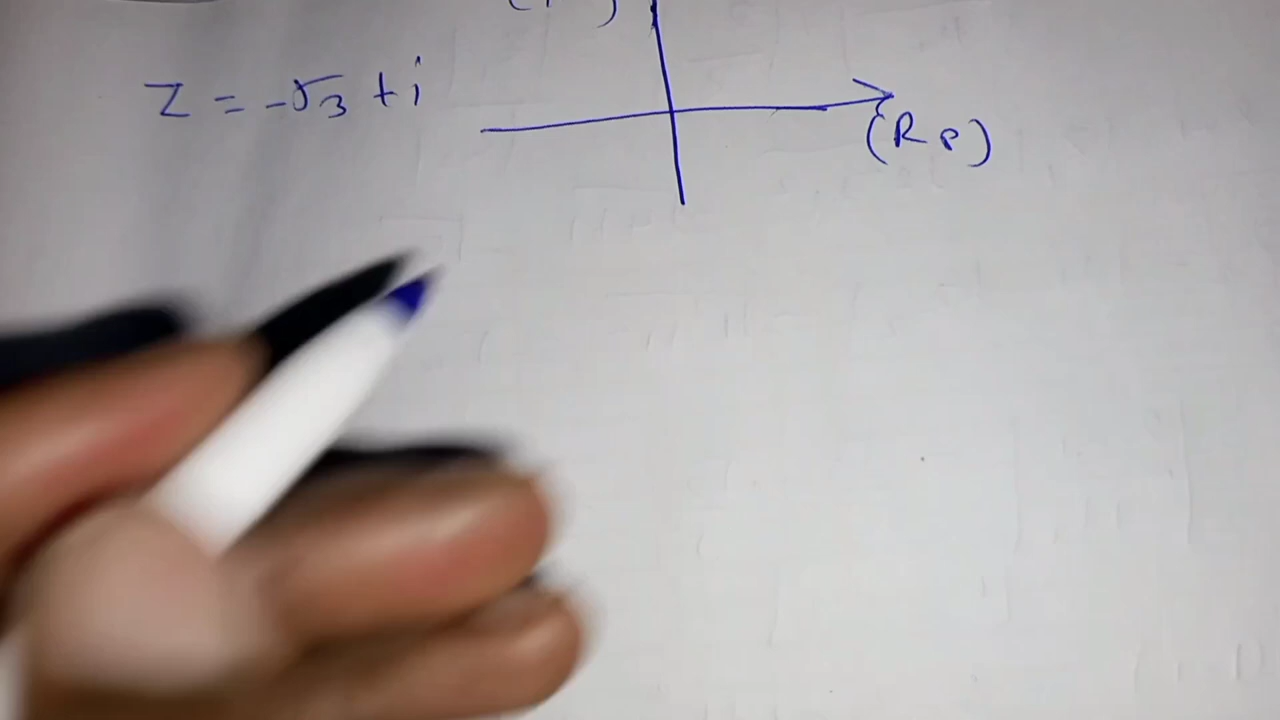 Z = -√3 + i
(Re)